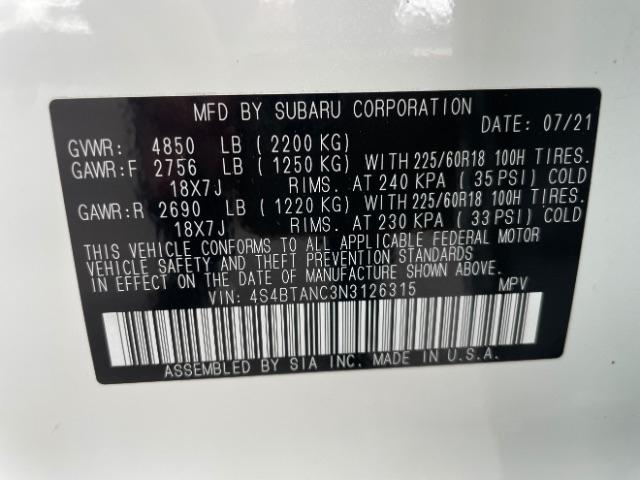 MFD BY SUBARU CORPORATION DATE: 07/21
GVWR: 4850 LB (2200 KG)
GAWR:F 2756 LB (1250 KG) WITH 225/60R18 100H TIRES.
18X7J RIMS. AT 240 KPA (35 PSI) COLD
GAWR:R 2690 LB (1220 KG) WITH 225/60R18 100H TIRES.
18X7J RIMS. AT 230 KPA (33 PSI) COLD
THIS VEHICLE CONFORMS TO ALL APPLICABLE FEDERAL MOTOR
VEHICLE SAFETY AND THEFT PREVENTION STANDARDS
IN EFFECT ON THE DATE OF MANUFACTURE SHOWN ABOVE.
VIN: 4S4BTANC3N3126315 MPV
ASSEMBLED BY SIA INC. MADE IN U.S.A.